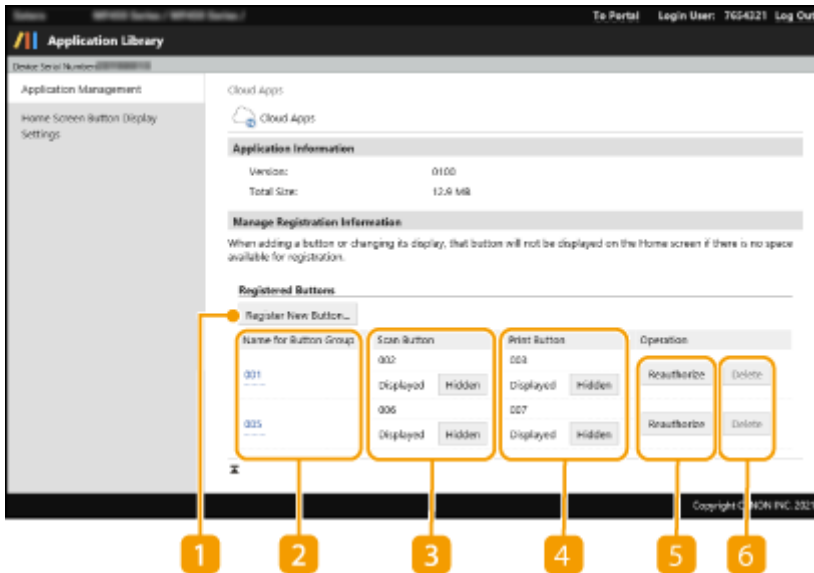 To Portal Login User: 7654321 Log Out
Application Library
Device Serial Number
Application Management
Home Screen Button Display
Settings
Cloud Apps
Cloud Apps
Application Information
Version: 0100
Total Size: 12.9 MB
Manage Registration Information
When adding a button or changing its display, that button will not be displayed on the Home screen if there is no space
available for registration.
Registered Buttons
Register New Button...
Name for Button Group Scan Button Print Button Operation
002 003
001 Reauthorize Delete
Displayed Hidden Displayed Hidden
006 007
005 Reauthorize Delete
Displayed Hidden Displayed Hidden
Copyright CANON INC. 2021
1 2 3 4 5 6